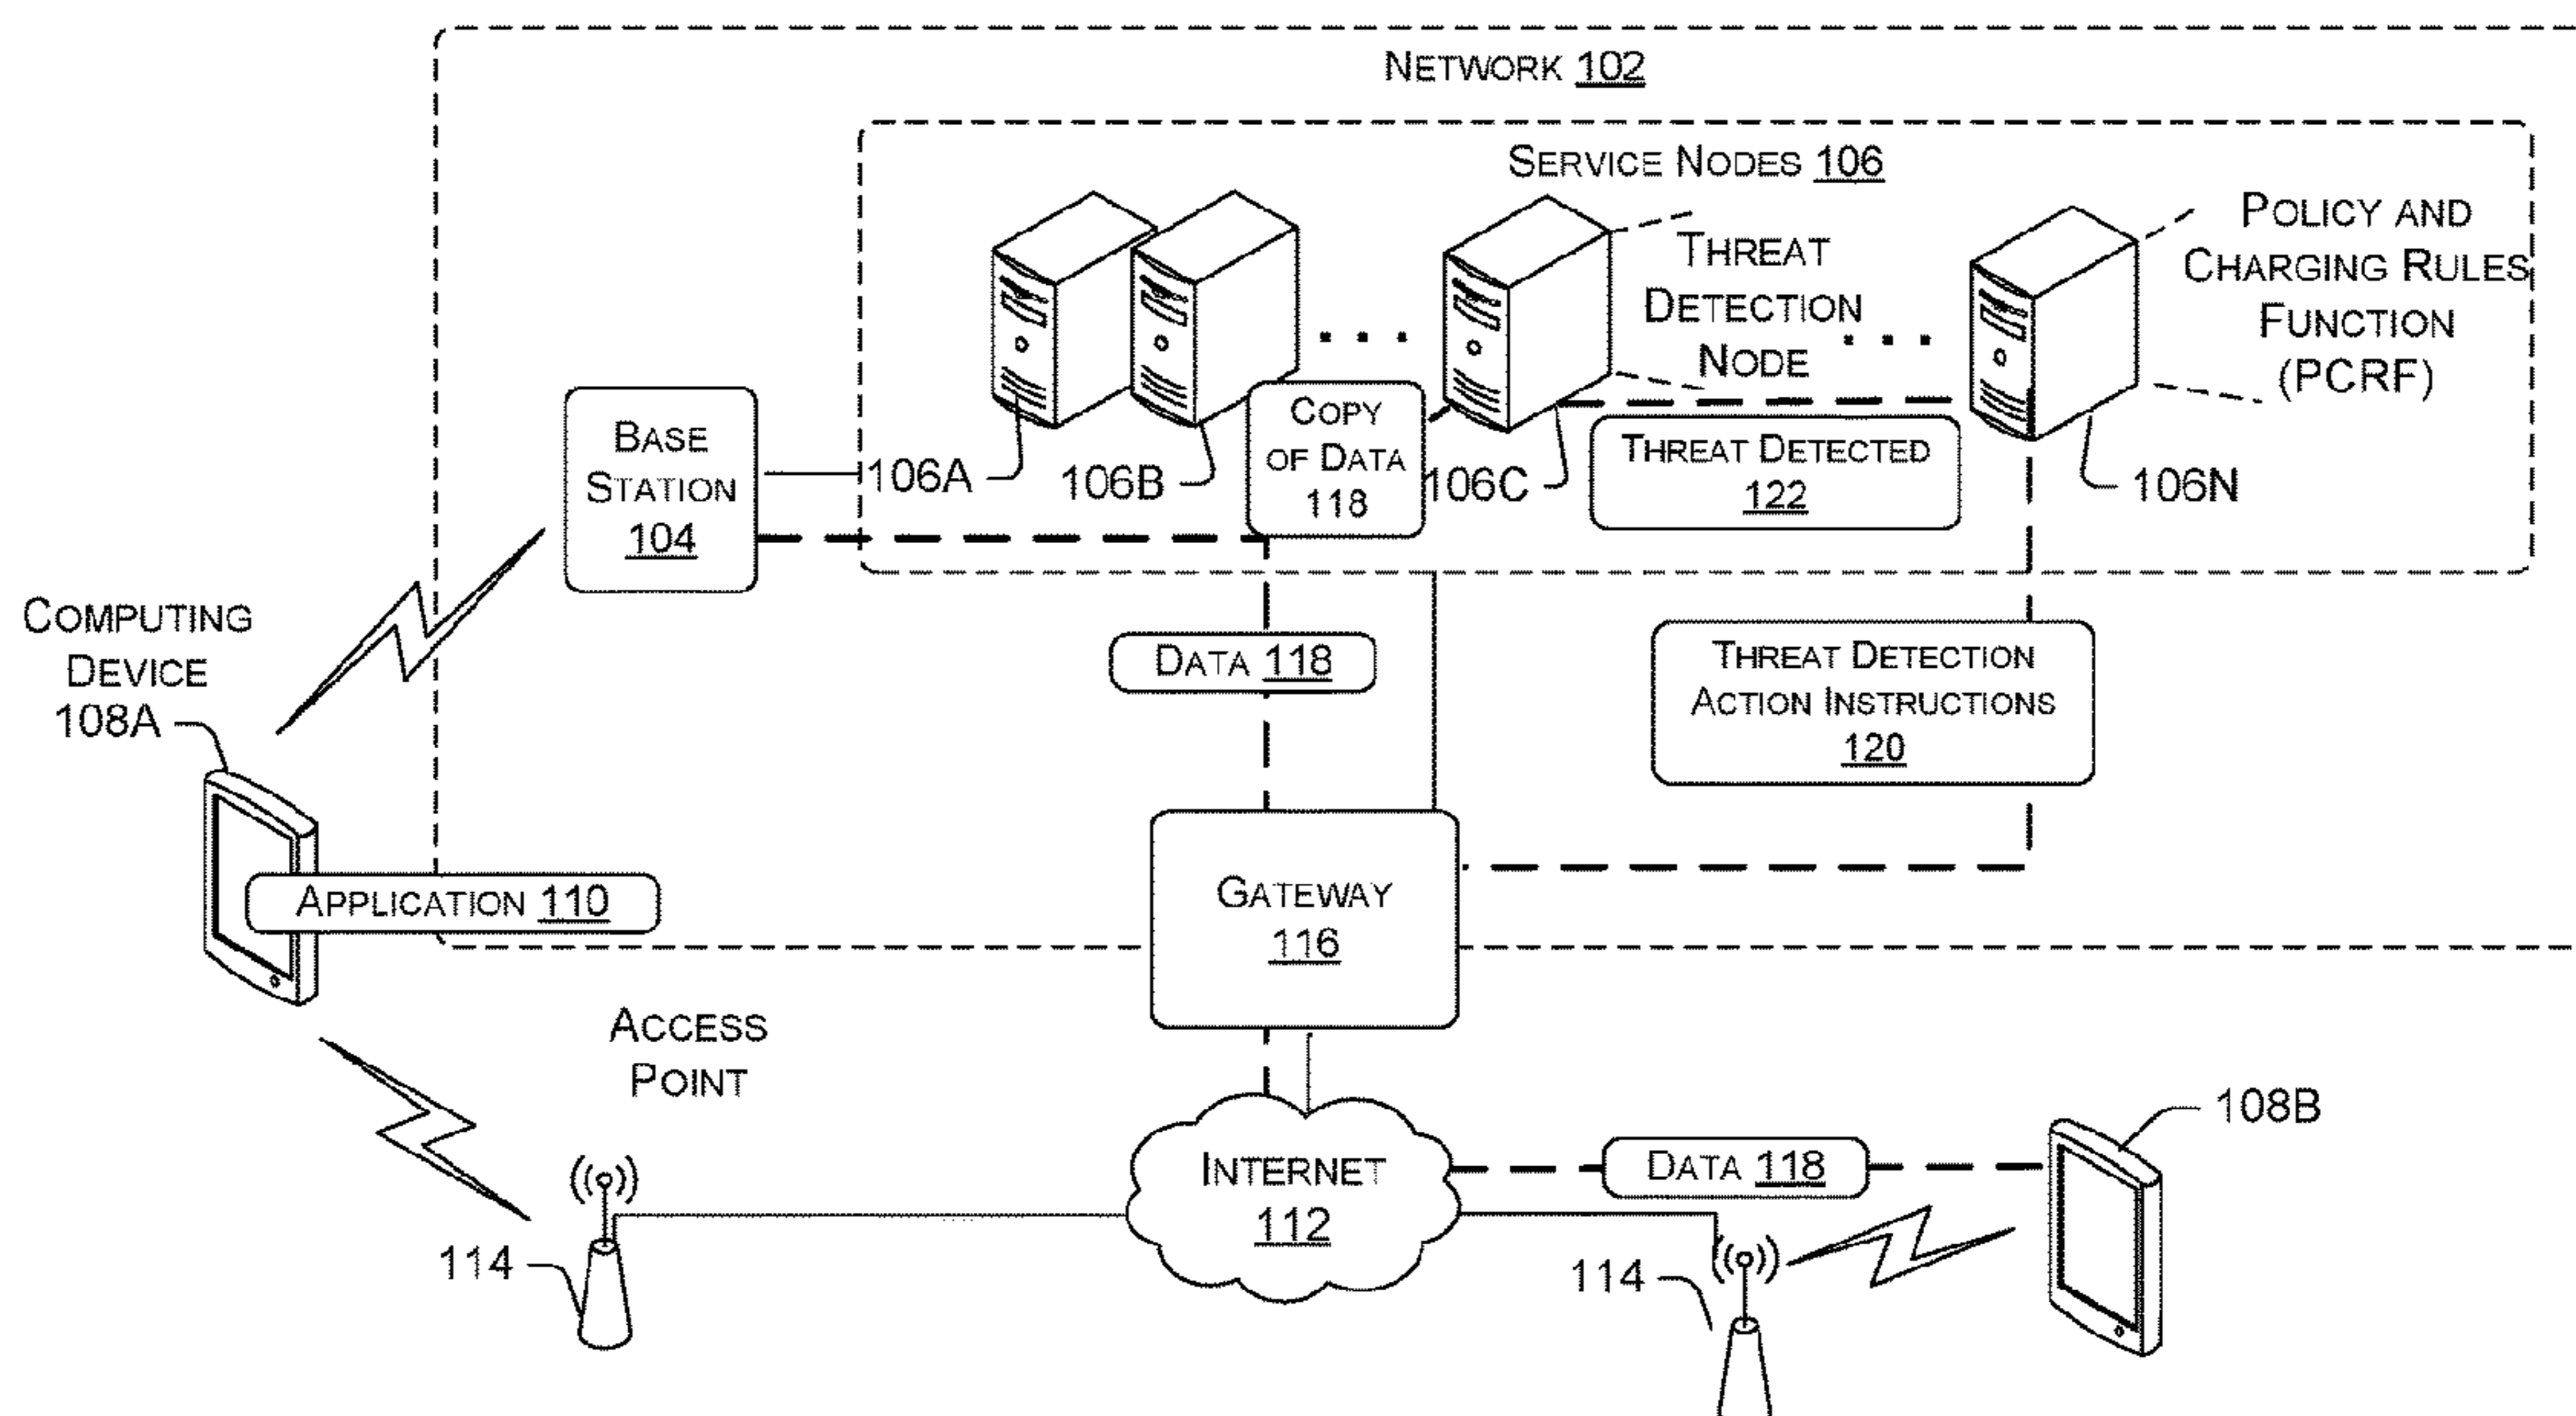 NETWORK 102
SERVICE NODES 106
THREAT
DETECTION
NODE
POLICY AND
CHARGING RULES
FUNCTION
(PCRF)
BASE
STATION
104
106A
106B
COPY
OF DATA
118
106C
THREAT DETECTED
122
106N
COMPUTING
DEVICE
108A
DATA 118
THREAT DETECTION
ACTION INSTRUCTIONS
120
APPLICATION 110
GATEWAY
116
ACCESS
POINT
114
INTERNET
112
DATA 118
108B
114